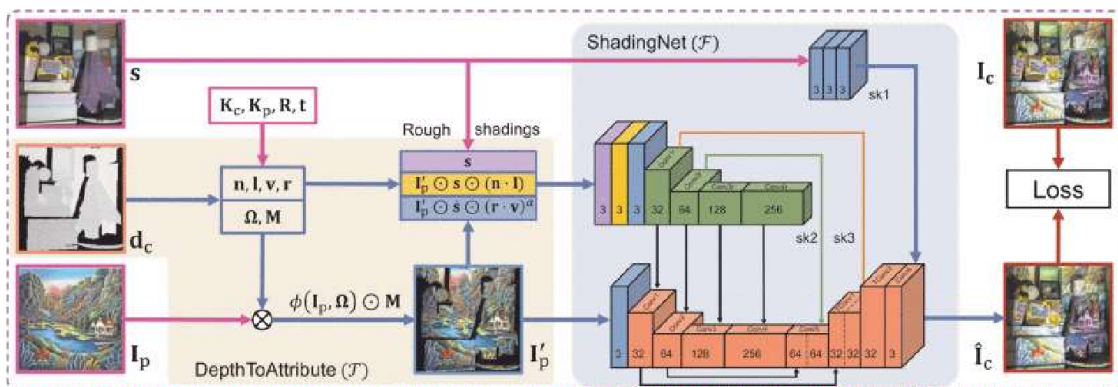 s
K_c, K_p, R, t
d_c
n, l, v, r
Ω, M
I_p
DepthToAttribute (𝒯)
ϕ(I_p, Ω) ⊙ M
I′_p
Rough shadings
s
I′_p ⊙ s ⊙ (n · l)
I′_p ⊙ s ⊙ (r · v)^α
ShadingNet (ℱ)
3 3 3
sk1
3 3 3 32 64 128 256
sk2
sk3
3 32 64 128 256 64 64 32 32 32 3
I_c
Loss
Î_c